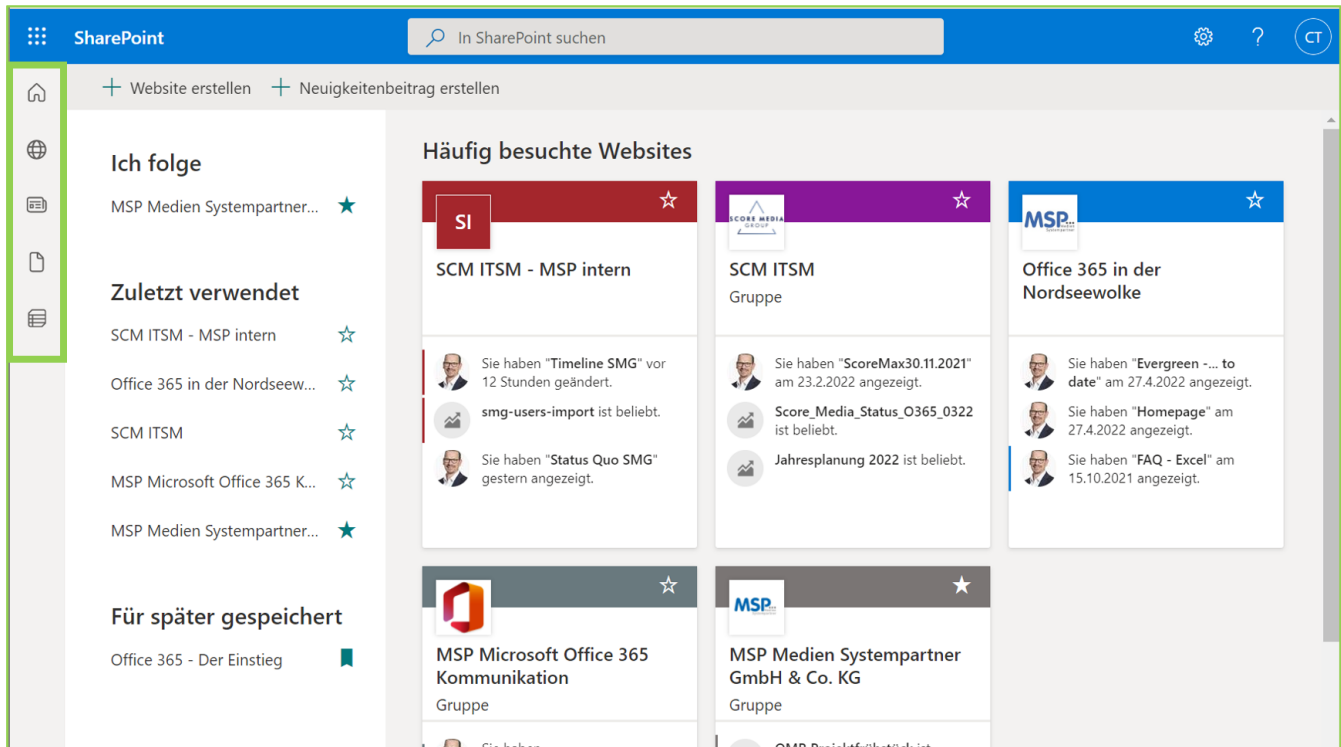 SharePoint
In SharePoint suchen
?
CT
+ Website erstellen
+ Neuigkeitenbeitrag erstellen
Ich folge
MSP Medien Systempartner...
Zuletzt verwendet
SCM ITSM - MSP intern
Office 365 in der Nordseew...
SCM ITSM
MSP Microsoft Office 365 K...
MSP Medien Systempartner...
Für später gespeichert
Office 365 - Der Einstieg
Häufig besuchte Websites
SI
SCM ITSM - MSP intern
Sie haben "Timeline SMG" vor
12 Stunden geändert.
smg-users-import ist beliebt.
Sie haben "Status Quo SMG"
gestern angezeigt.
SCORE MEDIA
GROUP
SCM ITSM
Gruppe
Sie haben "ScoreMax30.11.2021"
am 23.2.2022 angezeigt.
Score_Media_Status_O365_0322
ist beliebt.
Jahresplanung 2022 ist beliebt.
MSP...
Office 365 in der
Nordseewolke
Sie haben "Evergreen -... to
date" am 27.4.2022 angezeigt.
Sie haben "Homepage" am
27.4.2022 angezeigt.
Sie haben "FAQ - Excel" am
15.10.2021 angezeigt.
MSP Microsoft Office 365
Kommunikation
Gruppe
Sie haben
MSP...
MSP Medien Systempartner
GmbH & Co. KG
Gruppe